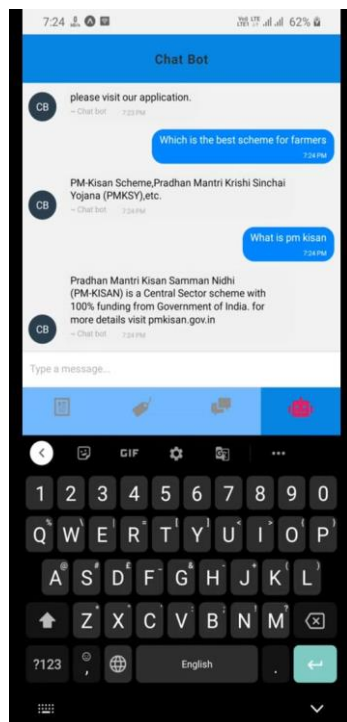 7:24
62%
Chat Bot
please visit our application.
CB
~ Chat bot 7:23 PM
Which is the best scheme for farmers
7:24 PM
PM-Kisan Scheme,Pradhan Mantri Krishi Sinchai
Yojana (PMKSY),etc.
CB
~ Chat bot 7:24 PM
What is pm kisan
7:24 PM
Pradhan Mantri Kisan Samman Nidhi
(PM-KISAN) is a Central Sector scheme with
100% funding from Government of India. for
more details visit pmkisan.gov.in
CB
~ Chat bot 7:24 PM
Type a message...
GIF
1 2 3 4 5 6 7 8 9 0
Q W E R T Y U I O P
A S D F G H J K L
Z X C V B N M
?123 , English .